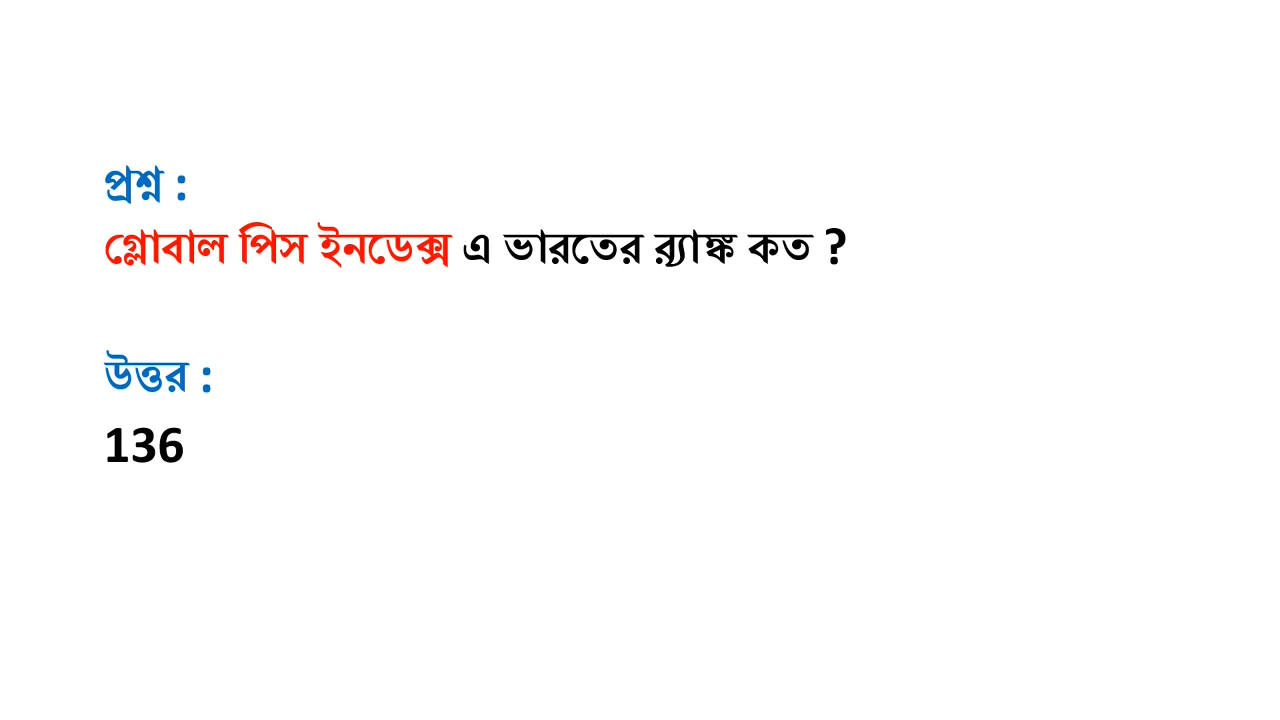 প্রশ্ন :
গ্লোবাল পিস ইনডেক্স এ ভারতের র‍্যাঙ্ক কত ?
উত্তর :
136